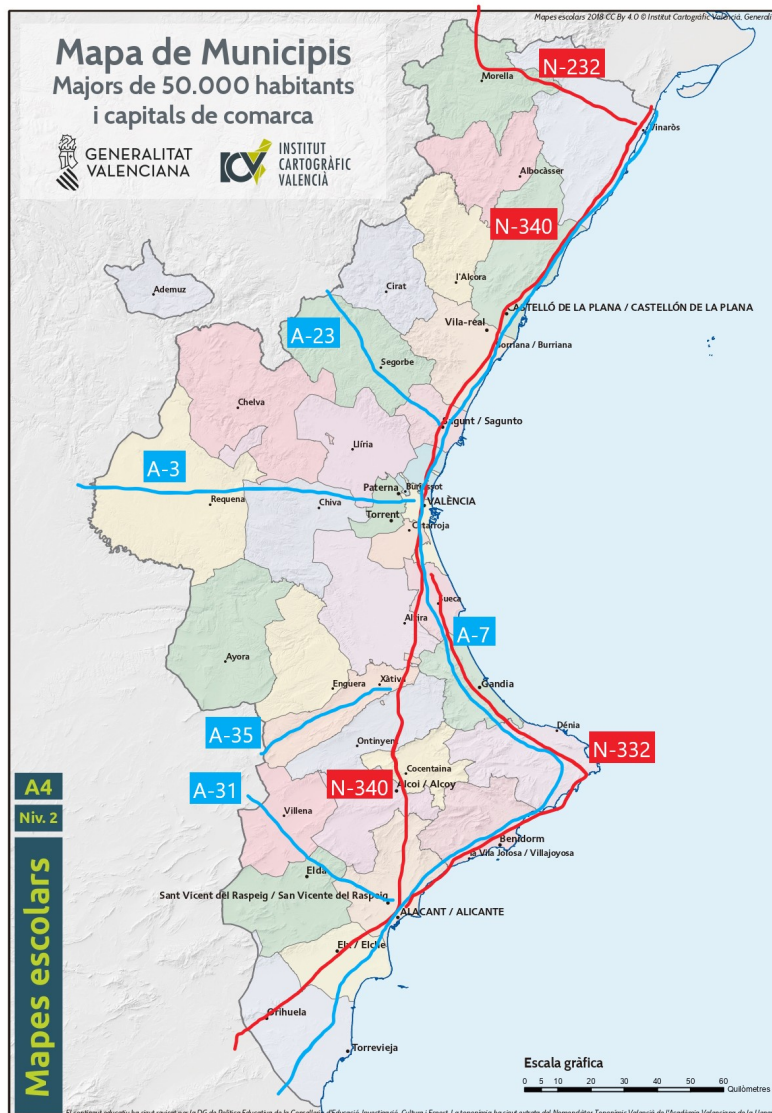 Mapes escolars 2018 CC By 4.0 © Institut Cartogràfic Valencià, Generali
Mapa de Municipis
Majors de 50.000 habitants
i capitals de comarca
GENERALITAT
VALENCIANA
ICV
INSTITUT
CARTOGRÀFIC
VALENCIÀ
N-232
Morella
Vinaròs
Albocàsser
N-340
l'Alcora
Cirat
Ademuz
CASTELLÓ DE LA PLANA / CASTELLÓN DE LA PLANA
Vila-real
A-23
Borriana / Burriana
Segorbe
Chelva
Sagunt / Sagunto
Llíria
A-3
Paterna
Burjassot
Requena
Chiva
VALÈNCIA
Torrent
Catarroja
Sueca
Alzira
A-7
Ayora
Enguera
Xàtiva
Gandia
Dénia
A-35
Ontinyent
N-332
Cocentaina
A-31
N-340
Alcoi / Alcoy
A4
Niv. 2
Villena
Benidorm
la Vila Joiosa / Villajoyosa
Elda
Sant Vicent del Raspeig / San Vicente del Raspeig
ALACANT / ALICANTE
Elx / Elche
Orihuela
Torrevieja
Mapes escolars
Escala gràfica
0 5 10 20 30 40 50 60
Quilòmetres